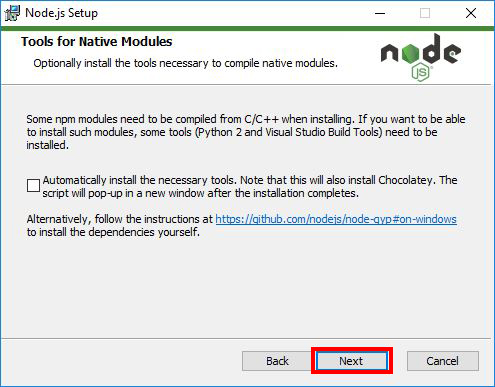 Node.js Setup
Tools for Native Modules
Optionally install the tools necessary to compile native modules.
node
JS
Some npm modules need to be compiled from C/C++ when installing. If you want to be able
to install such modules, some tools (Python 2 and Visual Studio Build Tools) need to be
installed.
Automatically install the necessary tools. Note that this will also install Chocolatey. The
script will pop-up in a new window after the installation completes.
Alternatively, follow the instructions at https://github.com/nodejs/node-gyp#on-windows
to install the dependencies yourself.
Back Next Cancel